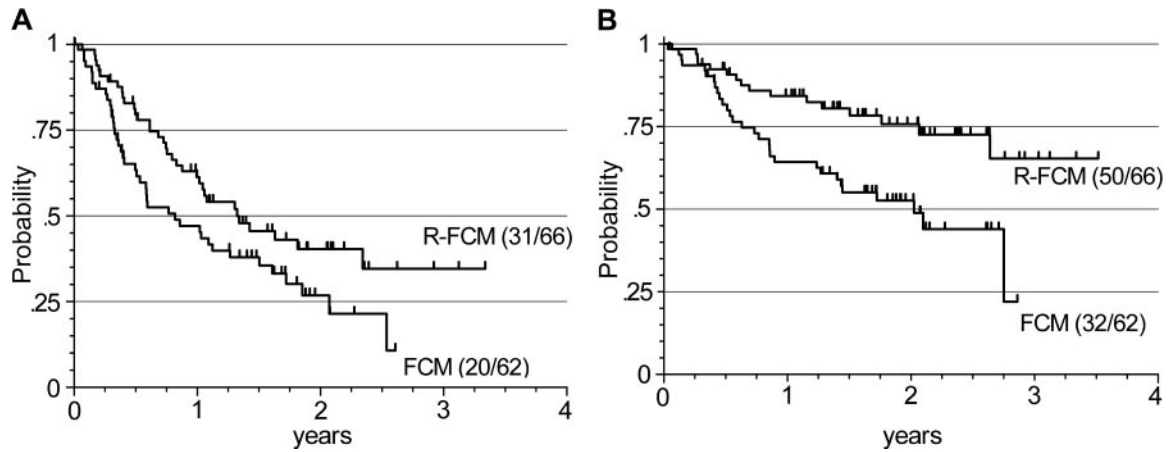 A
Probability
1
.75
.5
.25
0
R-FCM (31/66)
FCM (20/62)
0 1 2 3 4
years
B
Probability
1
.75
.5
.25
0
R-FCM (50/66)
FCM (32/62)
0 1 2 3 4
years